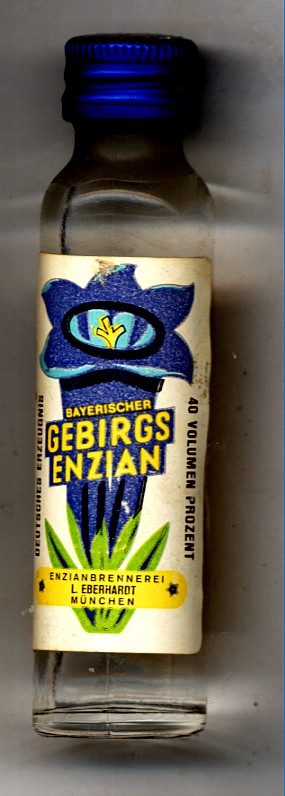 BAYERISCHER
GEBIRGS
ENZIAN
DEUTSCHES ERZEUGNIS
40 VOLUMEN PROZENT
ENZIANBRENNEREI
L. EBERHARDT
MÜNCHEN